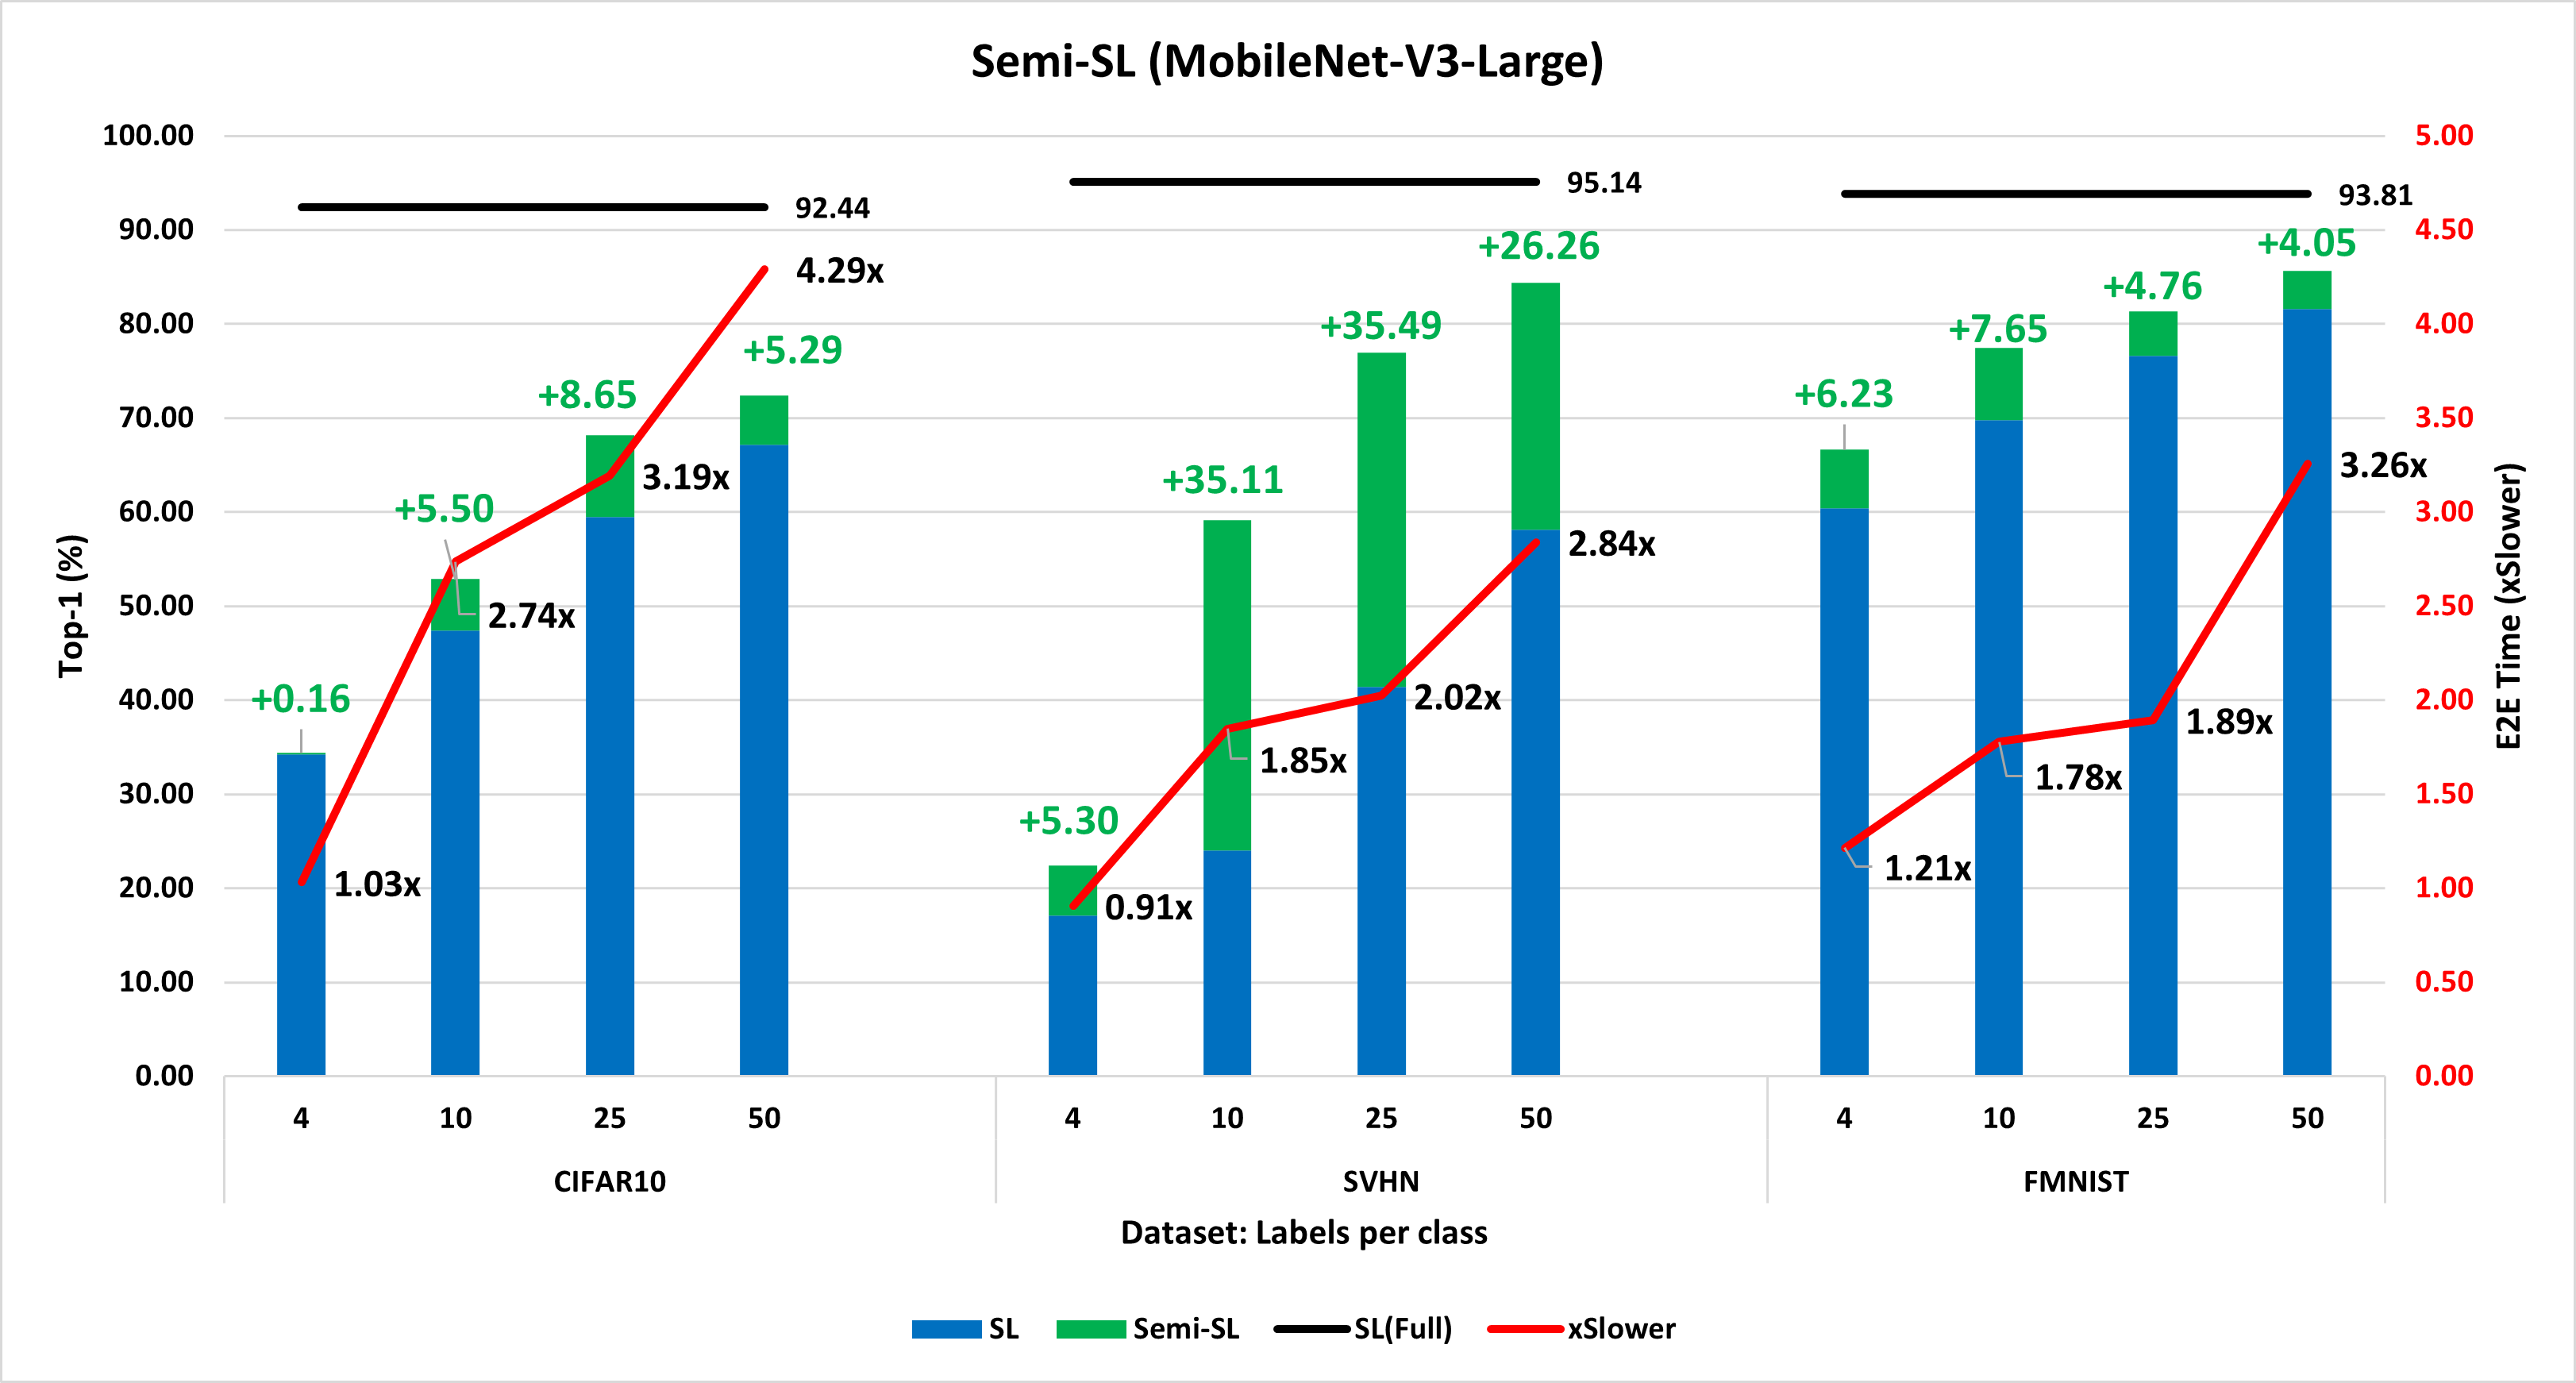 Semi-SL (MobileNet-V3-Large)
100.00
90.00
80.00
70.00
60.00
50.00
40.00
30.00
20.00
10.00
0.00
Top-1 (%)
5.00
4.50
4.00
3.50
3.00
2.50
2.00
1.50
1.00
0.50
0.00
E2E Time (xSlower)
92.44
95.14
93.81
+0.16
+5.50
+8.65
+5.29
1.03x
2.74x
3.19x
4.29x
+5.30
+35.11
+35.49
+26.26
0.91x
1.85x
2.02x
2.84x
+6.23
+7.65
+4.76
+4.05
1.21x
1.78x
1.89x
3.26x
4 10 25 50 4 10 25 50 4 10 25 50
CIFAR10 SVHN FMNIST
Dataset: Labels per class
SL Semi-SL SL(Full) xSlower